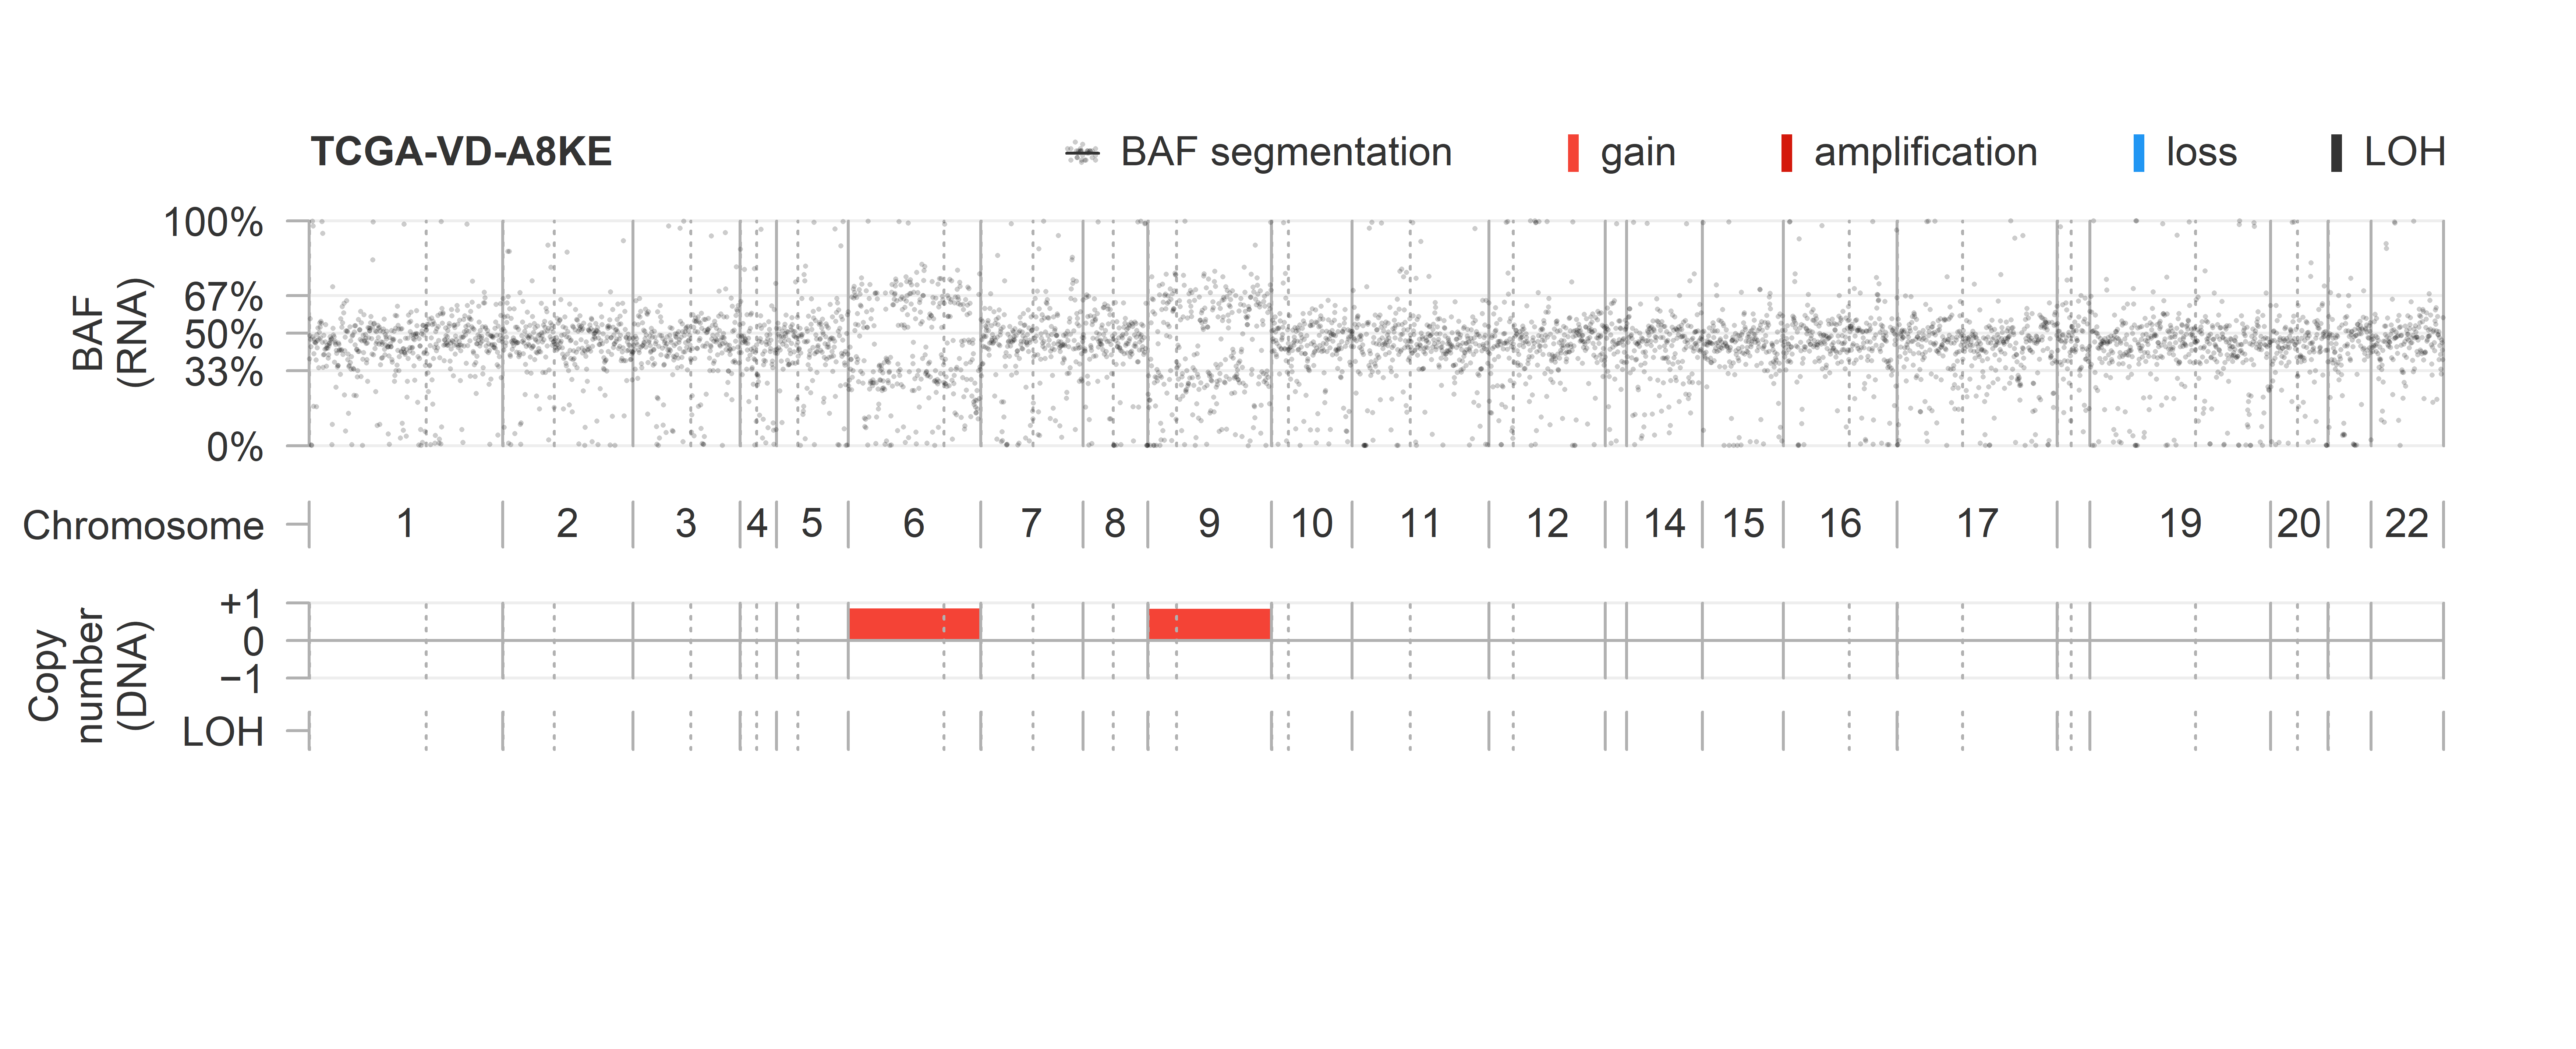 TCGA-VD-A8KE
BAF segmentation
gain
amplification
loss
LOH
BAF
(RNA)
100%
67%
50%
33%
0%
Chromosome
1
2
3
4
5
6
7
8
9
10
11
12
14
15
16
17
19
20
22
Copy
number
(DNA)
+1
0
−1
LOH